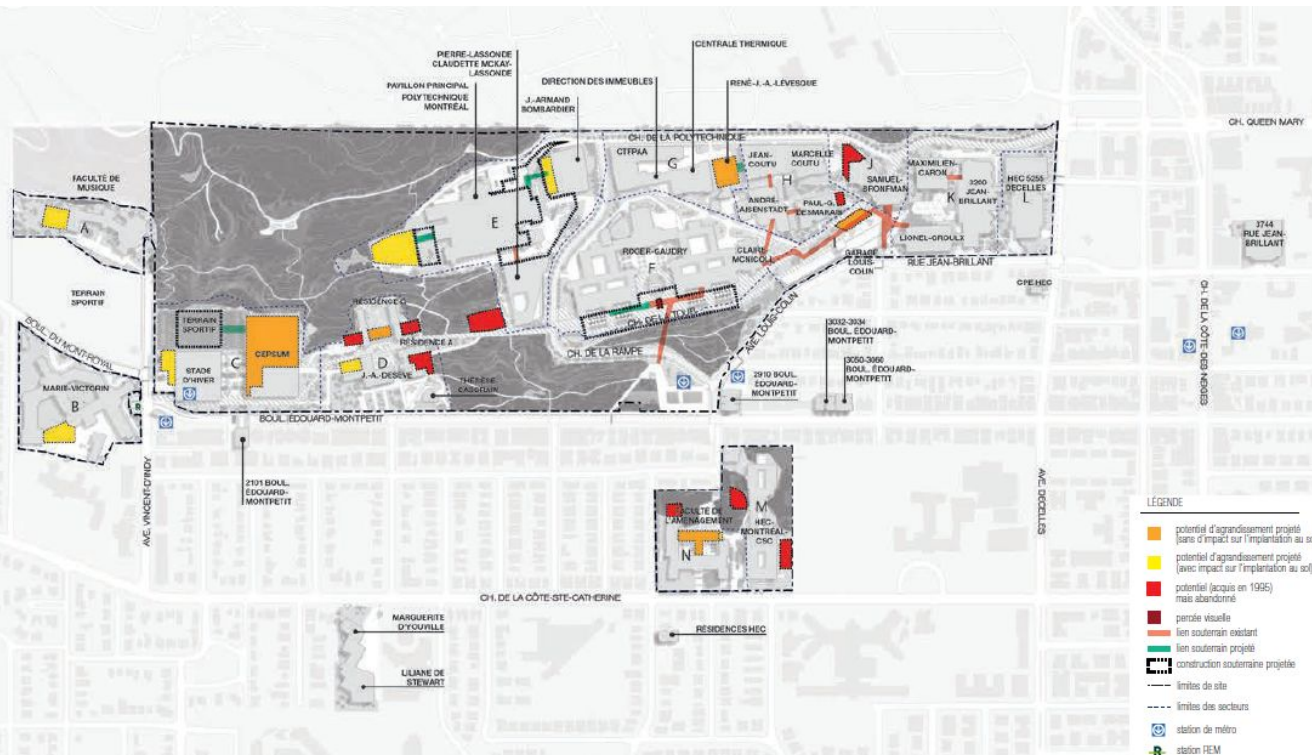 PIERRE-LASSONDE
CLAUDETTE MCKAY-
LASSONDE
PAVILLON PRINCIPAL
POLYTECHNIQUE
MONTRÉAL
J.-ARMAND
BOMBARDIER
DIRECTION DES IMMEUBLES
CENTRALE THERMIQUE
RENÉ-J.-A.-LÉVESQUE
CH. DE LA POLYTECHNIQUE
CH. QUEEN MARY
FACULTÉ DE
MUSIQUE
A
TERRAIN
SPORTIF
BOUL. DU MONT-ROYAL
MARIE-VICTORIN
B
R
TERRAIN
SPORTIF
CEPSUM
STADE
D'HIVER
C
RÉSIDENCE C
RÉSIDENCE A
D
J.-A.-DESÈVE
THÉRÈSE
CASGRAIN
E
G
JEAN-
COUTU
MARCELLE
COUTU
H
ANDRÉ-
AISENSTADT
PAUL-G.
DESMARAIS
J
SAMUEL-
BRONFMAN
MAXIMILIEN-
CARON
K
3200
JEAN-
BRILLANT
HEC 5255
DECELLES
L
3744
RUE JEAN-
BRILLANT
ROGER-GAUDRY
F
CLAIRE-
MCNICOLL
I
GARAGE
LOUIS-
COLIN
LIONEL-GROULX
RUE JEAN-BRILLANT
CPE HEC
CH. DE LA TOUR
CH. DE LA RAMPE
AVE. LOUIS-COLIN
CH. DE LA CÔTE-DES-NEIGES
3032-3034
BOUL. ÉDOUARD-
MONTPETIT
3050-3060
BOUL. ÉDOUARD-
MONTPETIT
2910 BOUL.
ÉDOUARD-
MONTPETIT
BOUL. ÉDOUARD-MONTPETIT
2101 BOUL.
ÉDOUARD-
MONTPETIT
AVE. VINCENT-D'INDY
AVE. DECELLES
FACULTÉ DE
L'AMÉNAGEMENT
N
M
HEC-
MONTRÉAL-
CSC
CH. DE LA CÔTE-STE-CATHERINE
MARGUERITE
D'YOUVILLE
LILIANE DE
STEWART
RÉSIDENCES HEC
LÉGENDE
potentiel d'agrandissement projeté
(sans d'impact sur l'implantation au so
potentiel d'agrandissement projeté
(avec impact sur l'implantation au sol)
potentiel (acquis en 1995)
mais abandonné
percée visuelle
lien souterrain existant
lien souterrain projeté
construction souterraine projetée
limites de site
limites des secteurs
station de métro
R
station REM